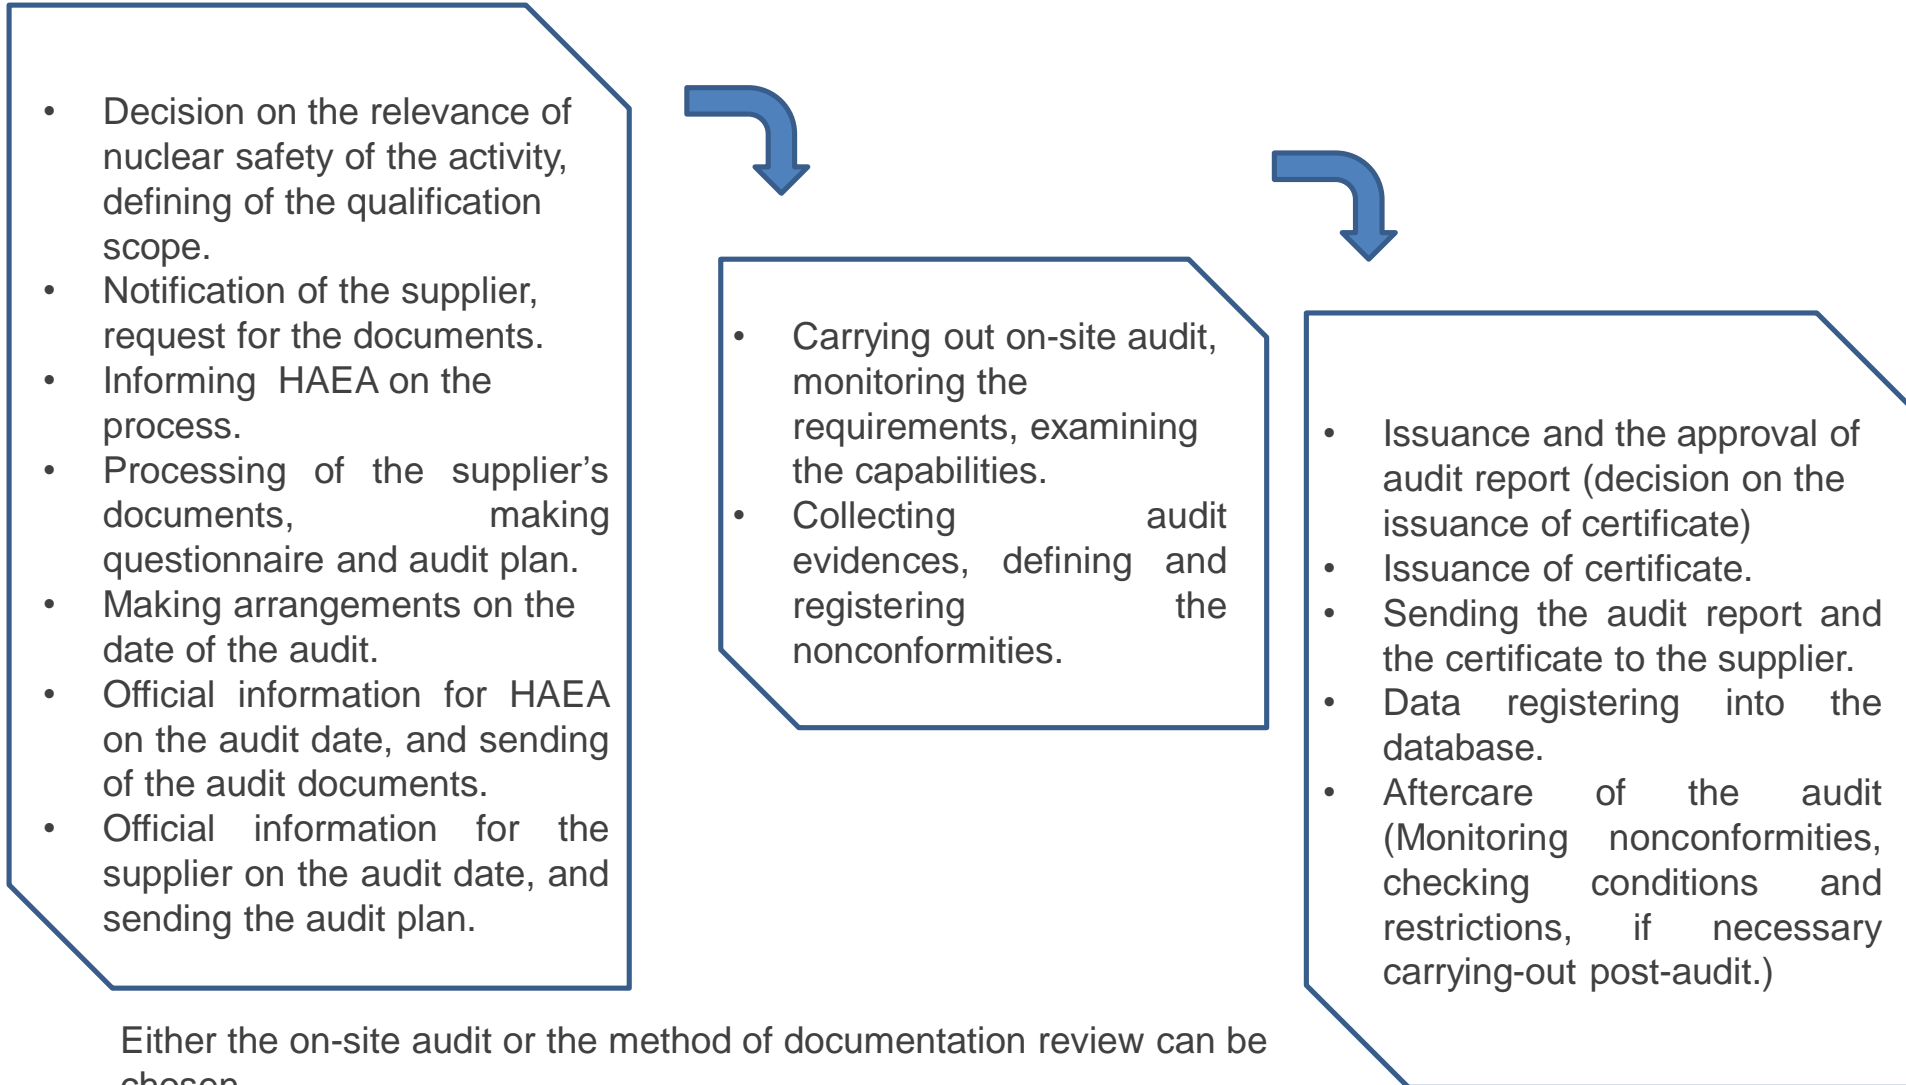 • Decision on the relevance of
nuclear safety of the activity,
defining of the qualification
scope.
• Notification of the supplier,
request for the documents.
• Informing HAEA on the
process.
• Processing of the supplier’s
documents, making
questionnaire and audit plan.
• Making arrangements on the
date of the audit.
• Official information for HAEA
on the audit date, and sending
of the audit documents.
• Official information for the
supplier on the audit date, and
sending the audit plan.
• Carrying out on-site audit,
monitoring the
requirements, examining
the capabilities.
• Collecting audit
evidences, defining and
registering the
nonconformities.
• Issuance and the approval of
audit report (decision on the
issuance of certificate)
• Issuance of certificate.
• Sending the audit report and
the certificate to the supplier.
• Data registering into the
database.
• Aftercare of the audit
(Monitoring nonconformities,
checking conditions and
restrictions, if necessary
carrying-out post-audit.)
Either the on-site audit or the method of documentation review can be
chosen